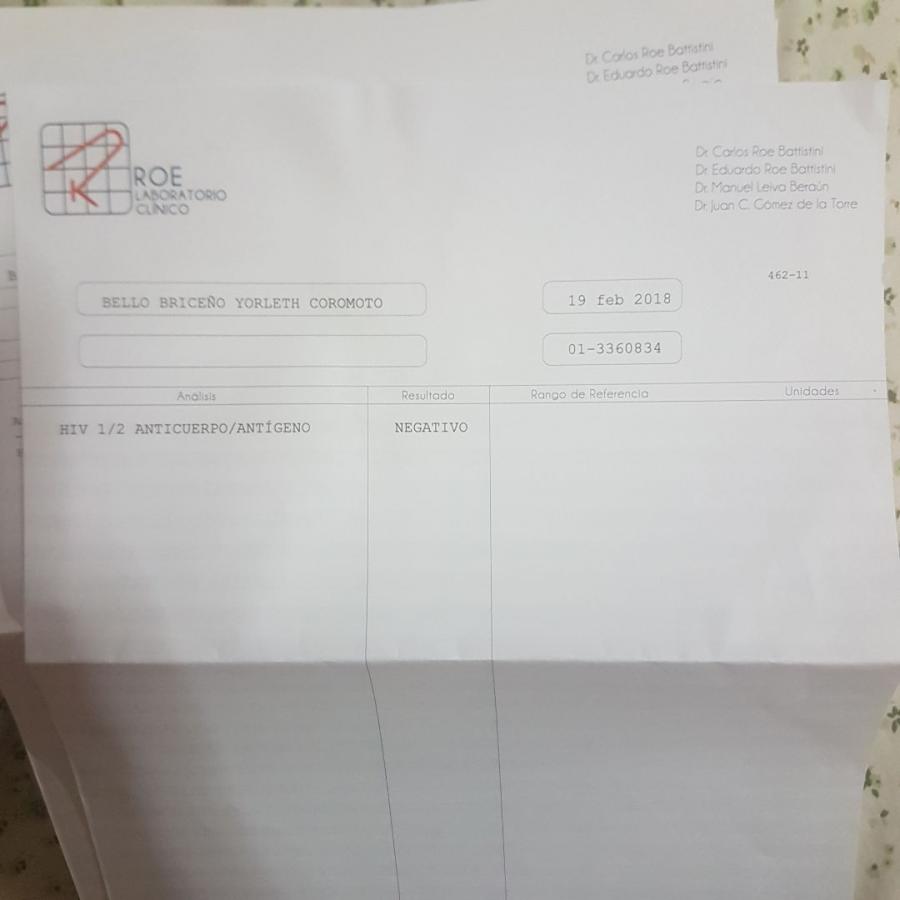 Dr. Carlos Roe Battistini
Dr. Eduardo Roe Battistini
ROE
LABORATORIO
CLÍNICO
Dr. Carlos Roe Battistini
Dr. Eduardo Roe Battistini
Dr. Manuel Leiva Beraún
Dr. Juan C. Gómez de la Torre
462-11
BELLO BRICEÑO YORLETH COROMOTO
19 feb 2018
01-3360834
Análisis Resultado Rango de Referencia Unidades
HIV 1/2 ANTICUERPO/ANTÍGENO NEGATIVO